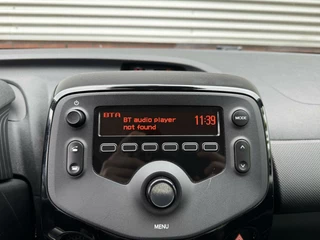 BTA
BT audio player
not found
11:39
MODE
MENU